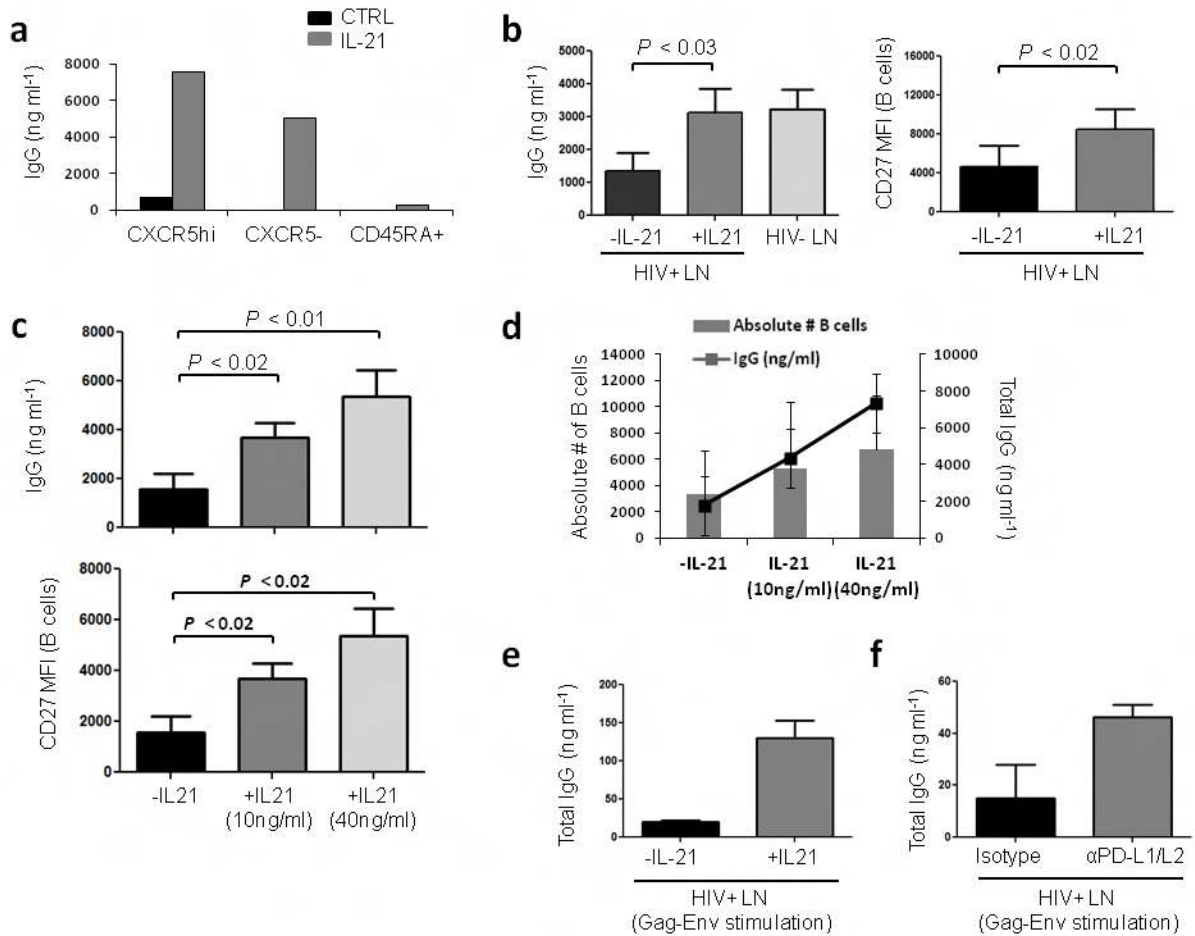 a
CTRL
IL-21
IgG (ng ml-1)
8000
6000
4000
2000
0
CXCR5hi CXCR5- CD45RA+
b
P < 0.03
IgG (ng ml-1)
5000
4000
3000
2000
1000
0
-IL-21 +IL21 HIV- LN
HIV+ LN
P < 0.02
CD27 MFI (B cells)
16000
12000
8000
4000
0
-IL-21 +IL21
HIV+ LN
c
P < 0.01
P < 0.02
IgG (ng ml-1)
8000
6000
4000
2000
0
P < 0.02
P < 0.02
CD27 MFI (B cells)
8000
6000
4000
2000
0
-IL21 +IL21 +IL21
(10ng/ml) (40ng/ml)
d
Absolute # B cells
IgG (ng/ml)
Absolute # of B cells
14000
12000
10000
8000
6000
4000
2000
0
10000
8000
6000
4000
2000
0
Total IgG (ng ml-1)
-IL-21 IL-21 IL-21
(10ng/ml) (40ng/ml)
e
Total IgG (ng ml-1)
200
150
100
50
0
-IL-21 +IL21
HIV+ LN
(Gag-Env stimulation)
f
Total IgG (ng ml-1)
60
40
20
0
Isotype αPD-L1/L2
HIV+ LN
(Gag-Env stimulation)